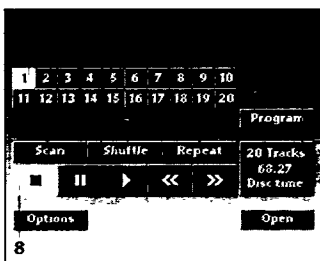 1 2 3 4 5 6 7 8 9 10
11 12 13 14 15 16 17 18 19 20
Program
Scan Shuffle Repeat
20 Tracks
68.27
Disc time
Options
Open
8